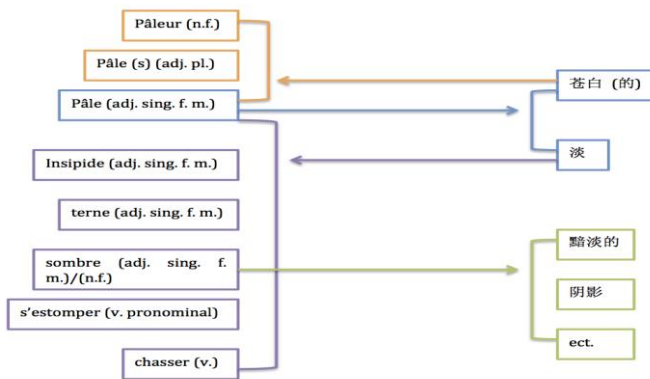 Pâleur (n.f.)
Pâle (s) (adj. pl.)
Pâle (adj. sing. f. m.)
Insipide (adj. sing. f. m.)
terne (adj. sing. f. m.)
sombre (adj. sing. f.
m.)/(n.f.)
s'estomper (v. pronominal)
chasser (v.)
苍白 (的)
淡
黯淡的
阴影
ect.